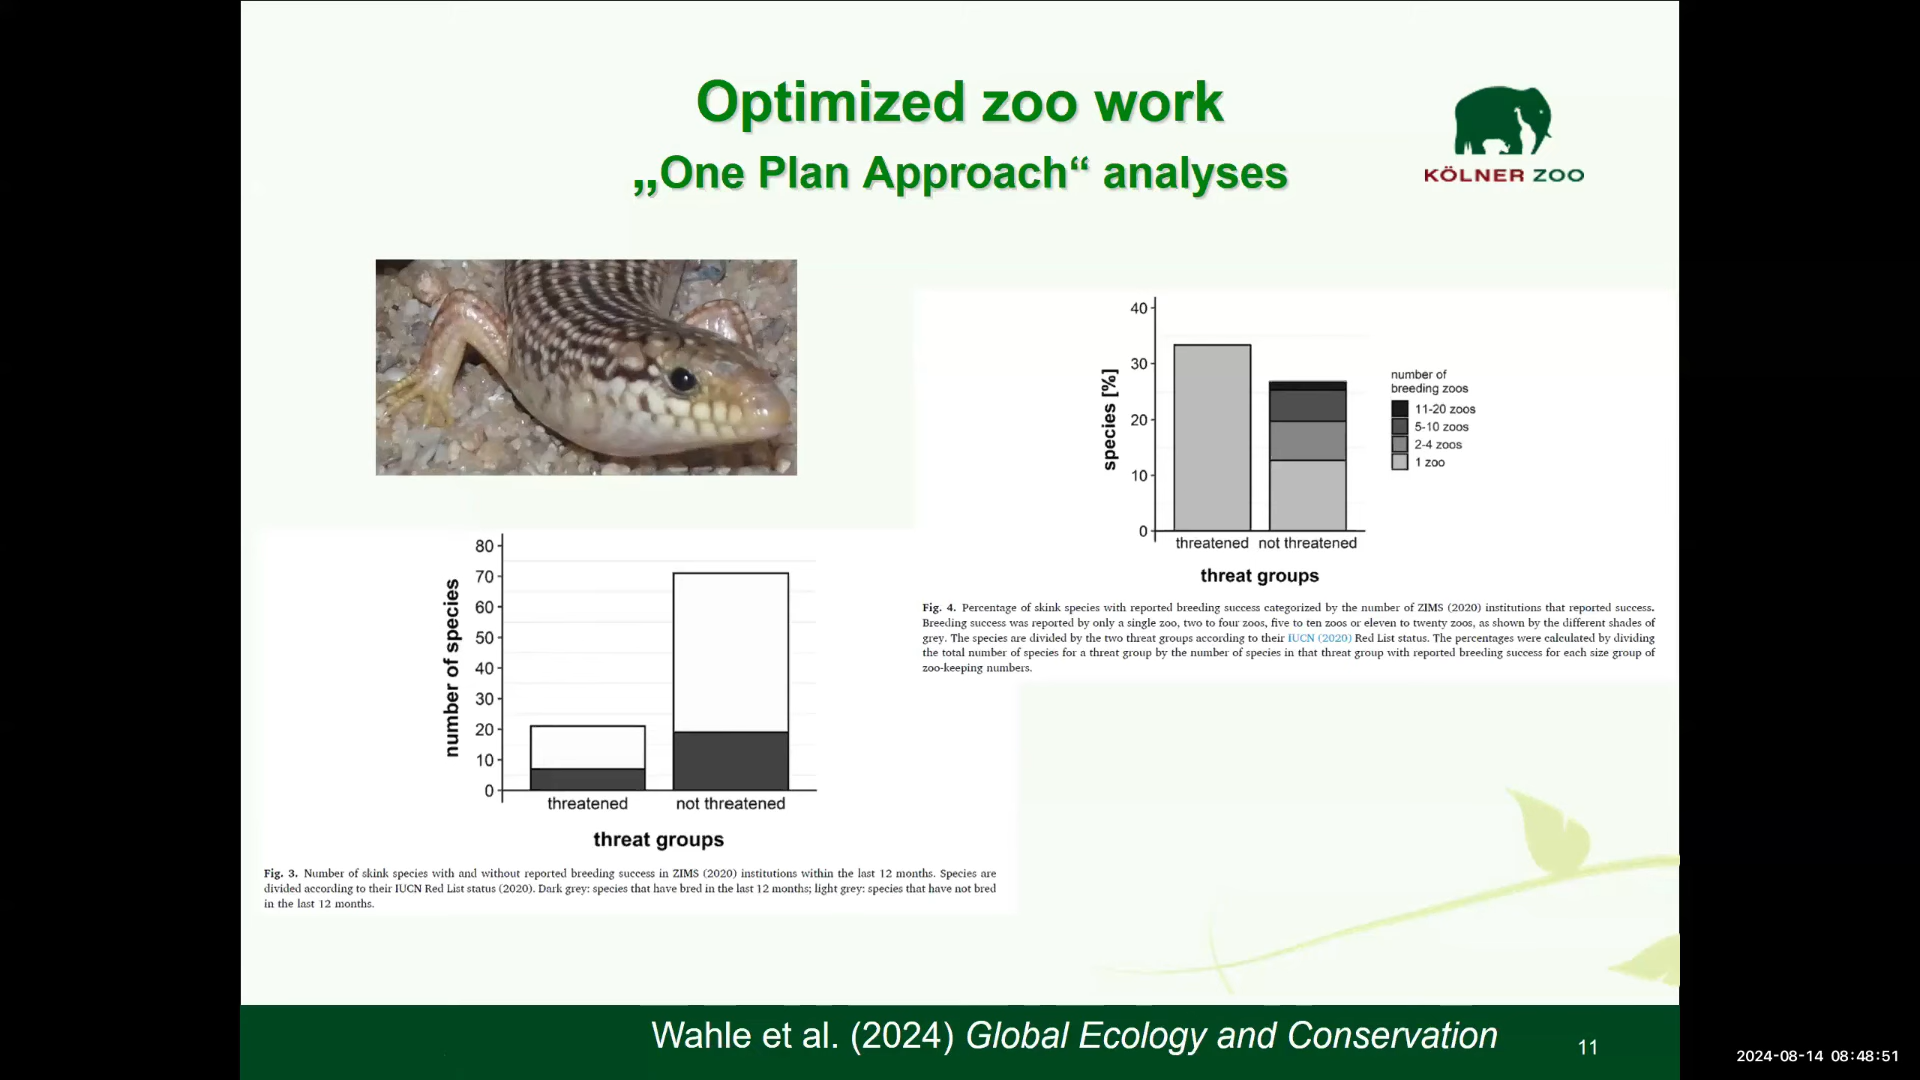 Optimized zoo work
„One Plan Approach“ analyses
KÖLNER ZOO
40
30
20
10
0
species [%]
threatened not threatened
threat groups
number of
breeding zoos
11-20 zoos
5-10 zoos
2-4 zoos
1 zoo
Fig. 4. Percentage of skink species with reported breeding success categorized by the number of ZIMS (2020) institutions that reported success.
Breeding success was reported by only a single zoo, two to four zoos, five to ten zoos or eleven to twenty zoos, as shown by the different shades of
grey. The species are divided by the two threat groups according to their IUCN (2020) Red List status. The percentages were calculated by dividing
the total number of species for a threat group by the number of species in that threat group with reported breeding success for each size group of
zoo-keeping numbers.
80
70
60
50
40
30
20
10
0
number of species
threatened not threatened
threat groups
Fig. 3. Number of skink species with and without reported breeding success in ZIMS (2020) institutions within the last 12 months. Species are
divided according to their IUCN Red List status (2020). Dark grey: species that have bred in the last 12 months; light grey: species that have not bred
in the last 12 months.
Wahle et al. (2024) Global Ecology and Conservation
11
2024-08-14 08:48:51